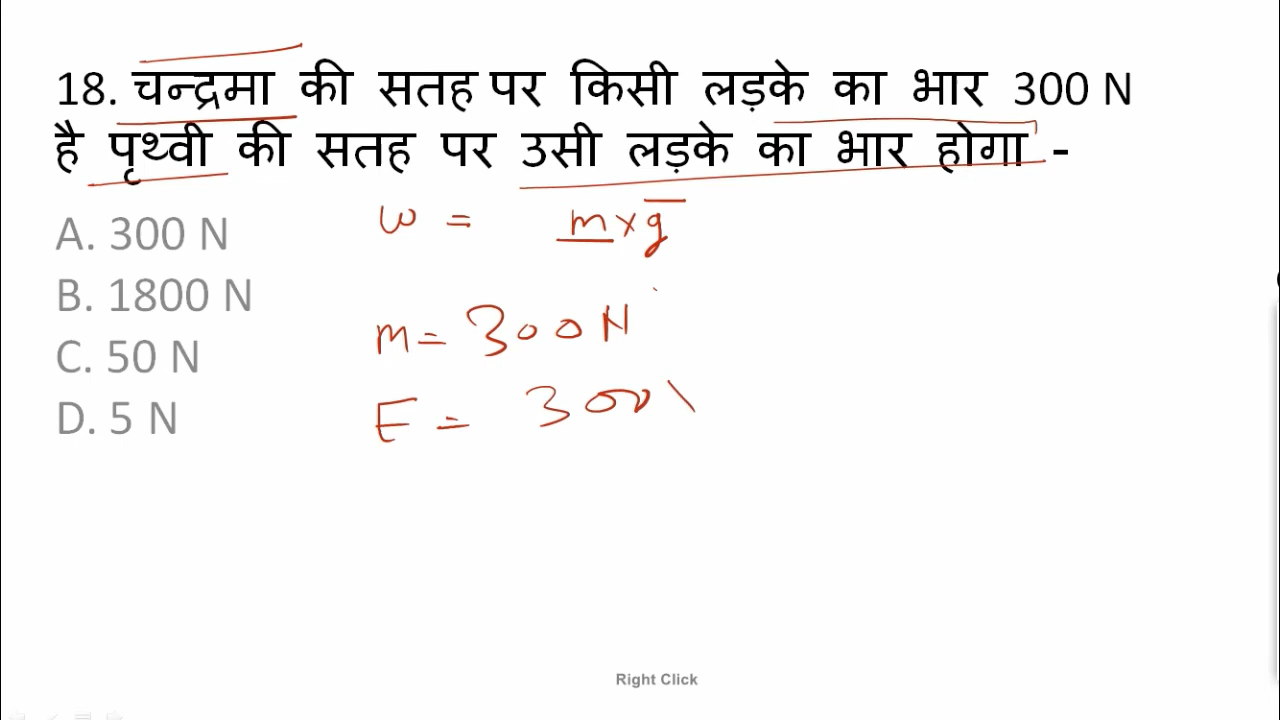 18. चन्द्रमा की सतह पर किसी लड़के का भार 300 N
है पृथ्वी की सतह पर उसी लड़के का भार होगा -
A. 300 N
B. 1800 N
C. 50 N
D. 5 N
w = m × g
m = 300 N
E = 300 \
Right Click